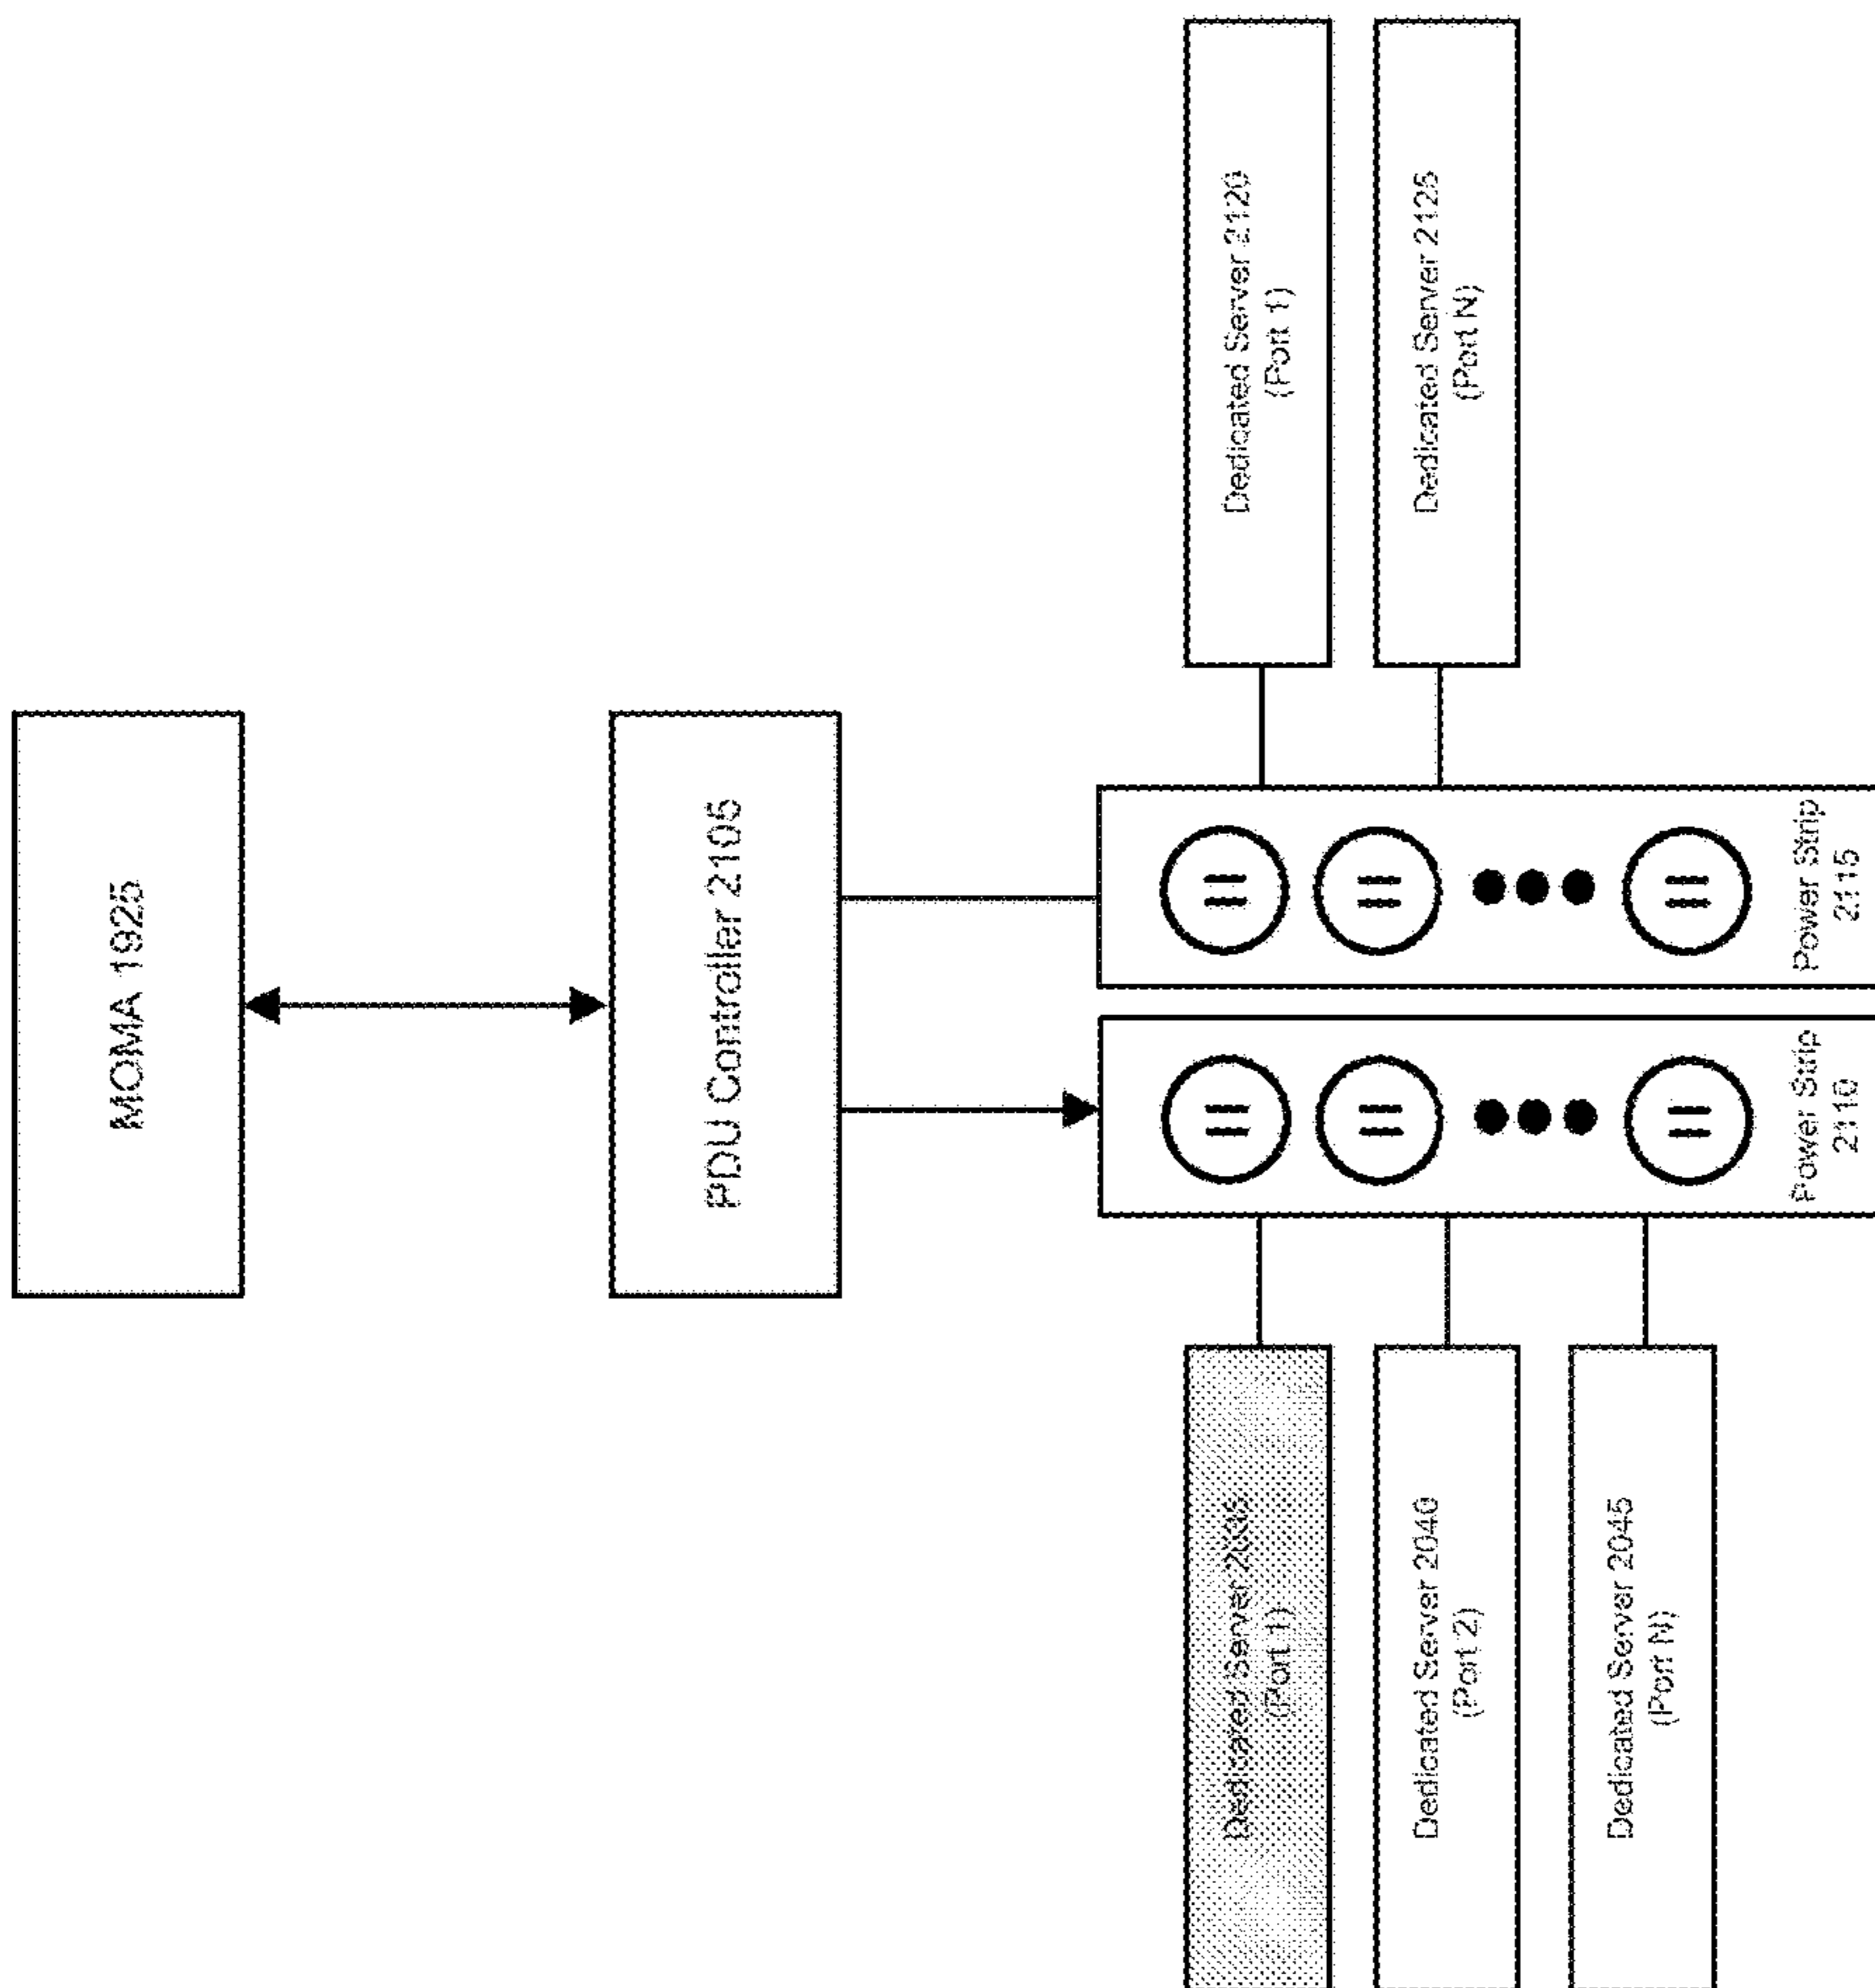 MOMA 1925
PDU Controller 2105
Dedicated Server 2035
(Port 1)
Dedicated Server 2040
(Port 2)
Dedicated Server 2045
(Port N)
Power Strip
2110
Power Strip
2115
Dedicated Server 2120
(Port 1)
Dedicated Server 2125
(Port N)